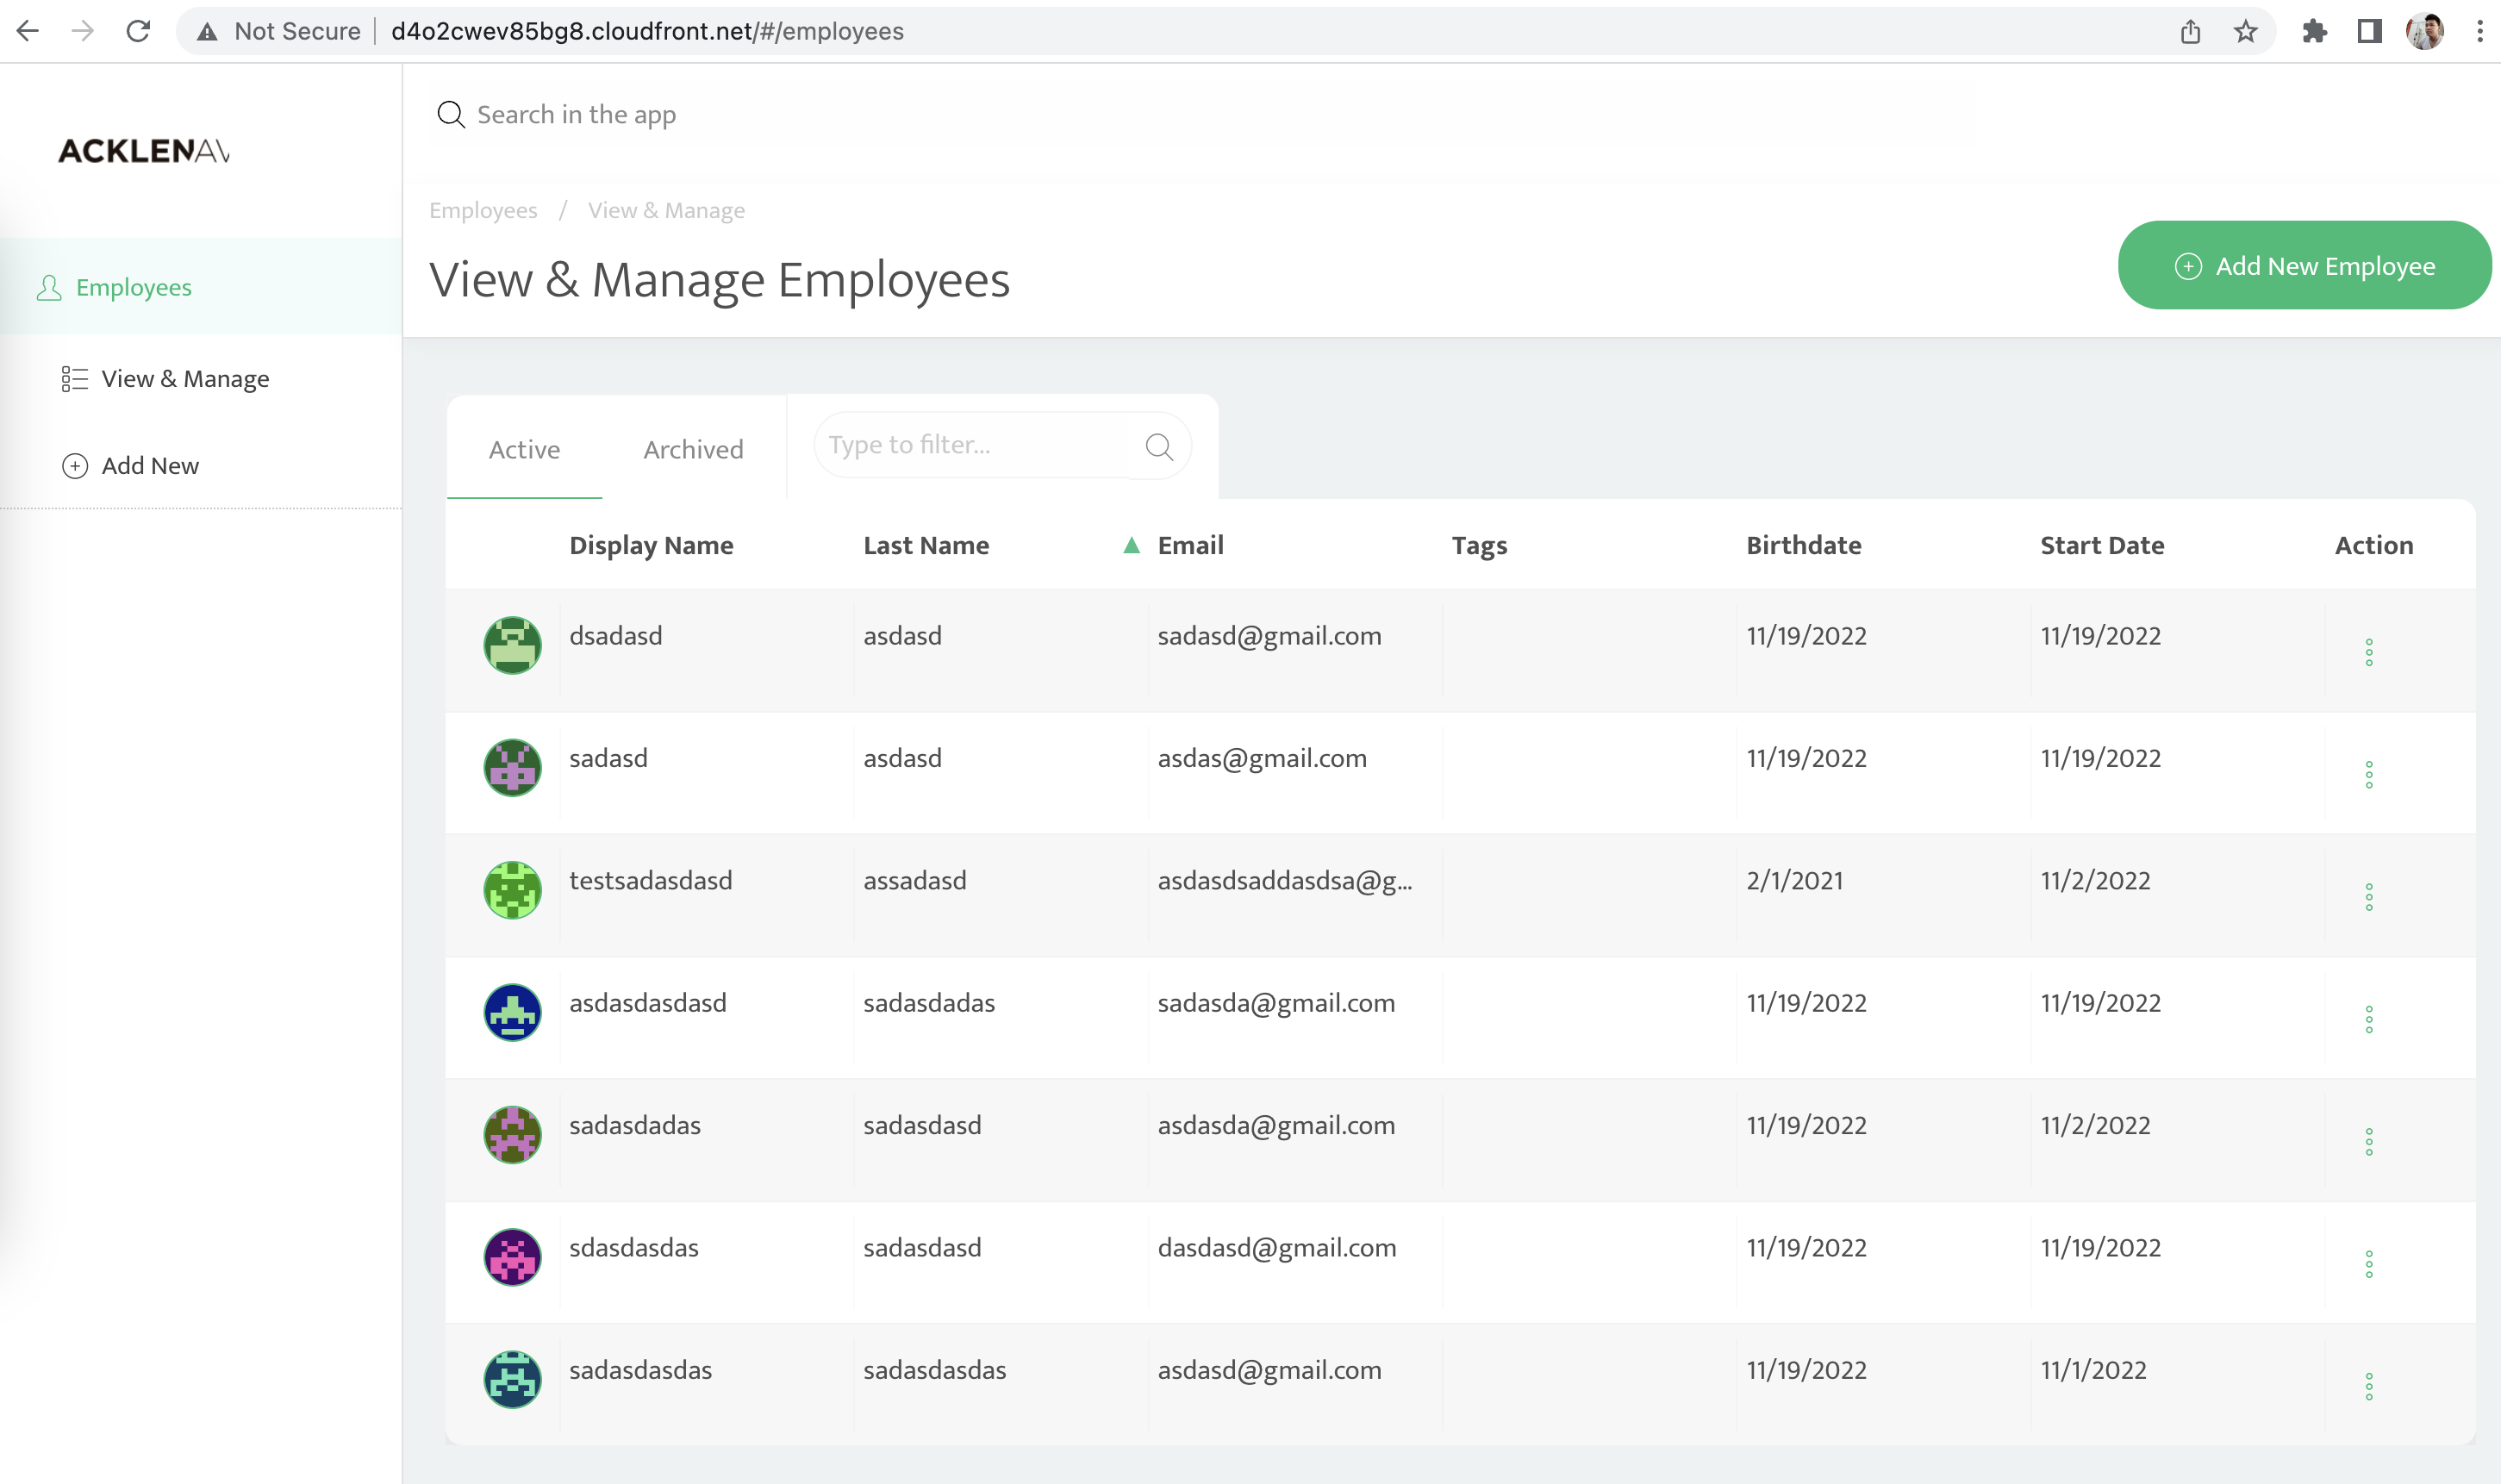 Not Secure d4o2cwev85bg8.cloudfront.net/#/employees
Search in the app
ACKLENAV
Employees / View & Manage
View & Manage Employees
Add New Employee
Employees
View & Manage
Add New
Active Archived Type to filter...
Display Name Last Name Email Tags Birthdate Start Date Action
dsadasd asdasd sadasd@gmail.com 11/19/2022 11/19/2022
sadasd asdasd asdas@gmail.com 11/19/2022 11/19/2022
testsadasdasd assadasd asdasdsaddasdsa@g... 2/1/2021 11/2/2022
asdasdasdasd sadasdadas sadasda@gmail.com 11/19/2022 11/19/2022
sadasdadas sadasdasd asdasda@gmail.com 11/19/2022 11/2/2022
sdasdasdas sadasdasd dasdasd@gmail.com 11/19/2022 11/19/2022
sadasdasdas sadasdasdas asdasd@gmail.com 11/19/2022 11/1/2022